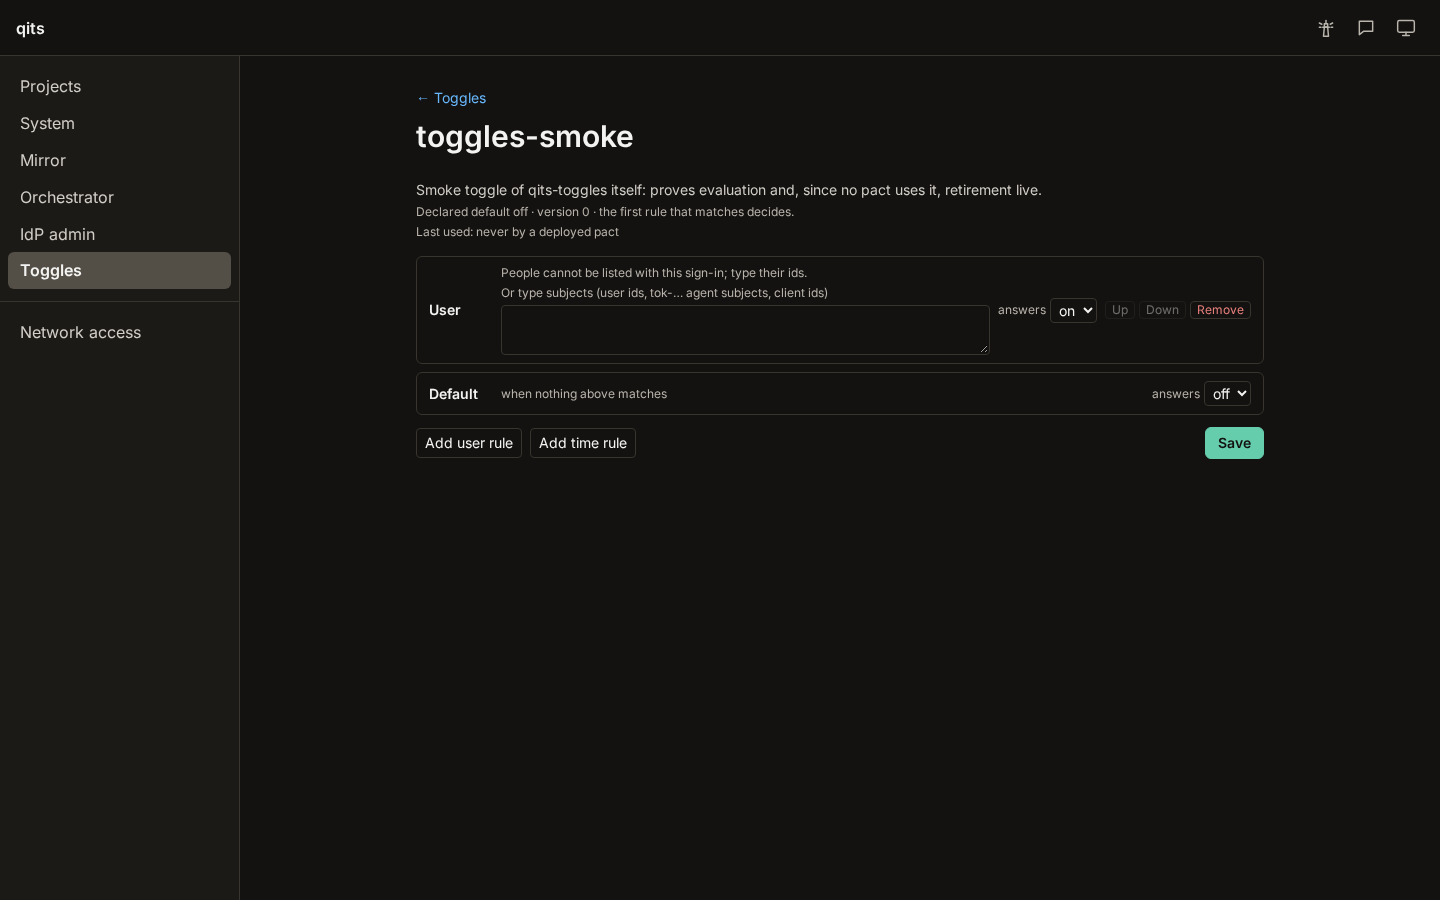 qits
Projects
System
Mirror
Orchestrator
IdP admin
Toggles
Network access
← Toggles
toggles-smoke
Smoke toggle of qits-toggles itself: proves evaluation and, since no pact uses it, retirement live.
Declared default off · version 0 · the first rule that matches decides.
Last used: never by a deployed pact
User
People cannot be listed with this sign-in; type their ids.
Or type subjects (user ids, tok-… agent subjects, client ids)
answers on Up Down Remove
Default when nothing above matches answers off
Add user rule Add time rule Save